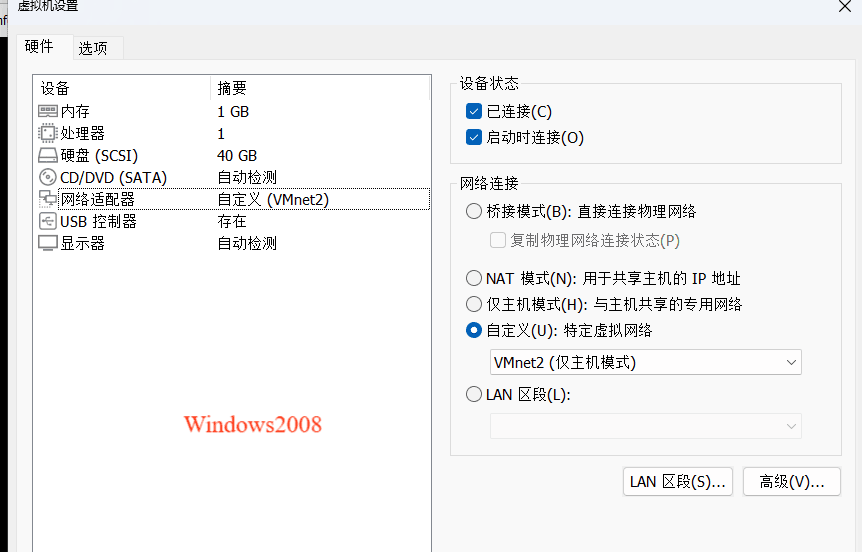 虚拟机设置
硬件 选项
设备 摘要
内存 1 GB
处理器 1
硬盘 (SCSI) 40 GB
CD/DVD (SATA) 自动检测
网络适配器 自定义 (VMnet2)
USB 控制器 存在
显示器 自动检测
Windows2008
设备状态
已连接(C)
启动时连接(O)
网络连接
桥接模式(B): 直接连接物理网络
复制物理网络连接状态(P)
NAT 模式(N): 用于共享主机的 IP 地址
仅主机模式(H): 与主机共享的专用网络
自定义(U): 特定虚拟网络
VMnet2 (仅主机模式)
LAN 区段(L):
LAN 区段(S)... 高级(V)...